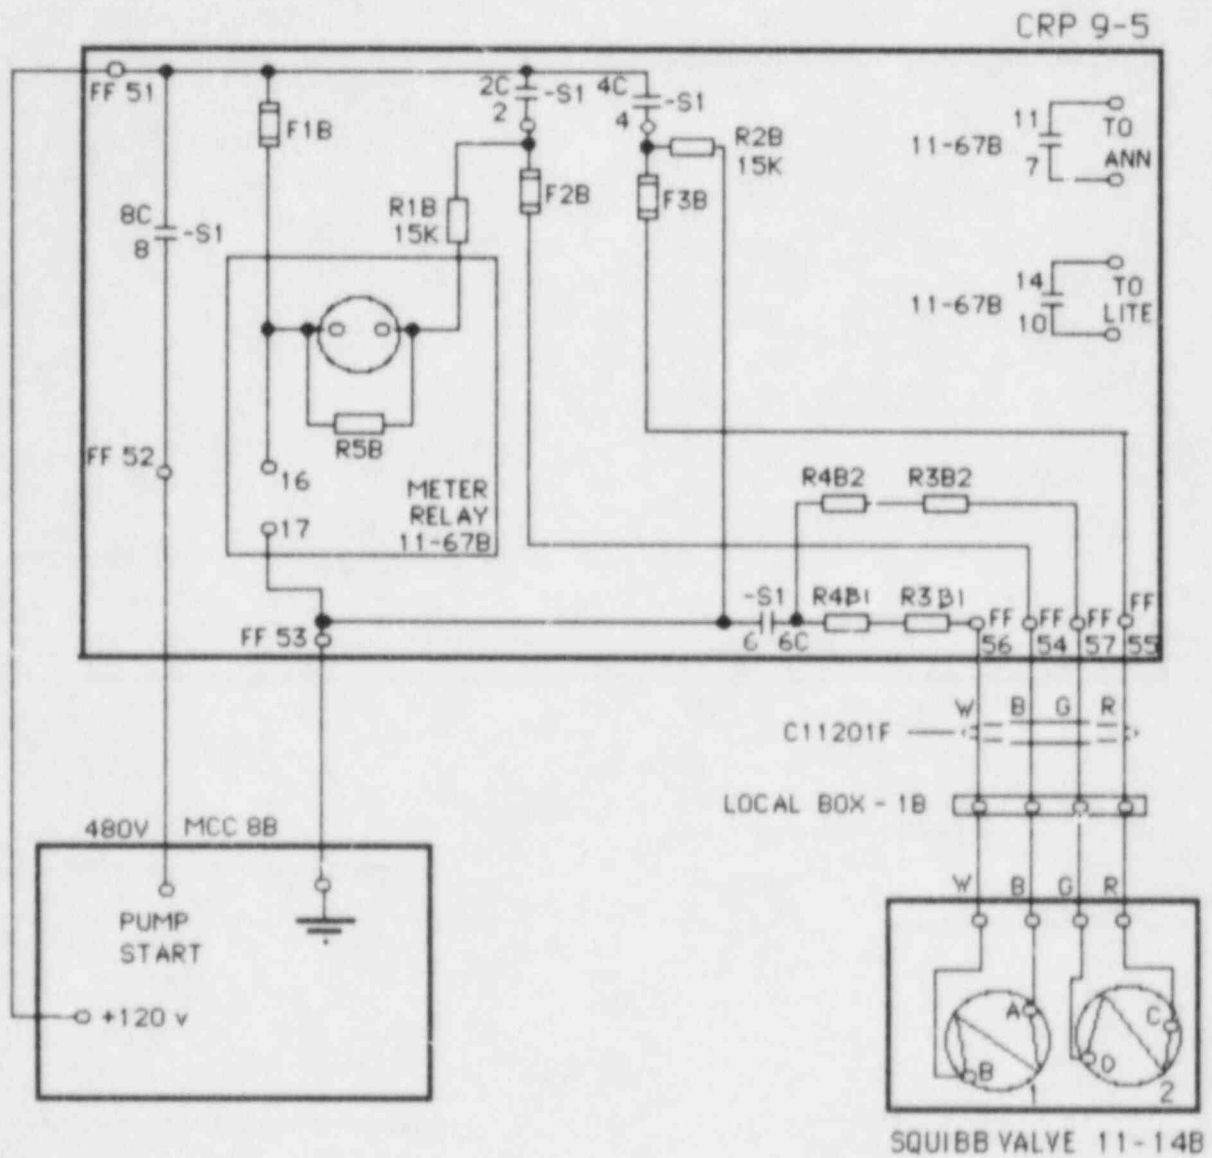 CRP 9-5
FF 51
F1B
2C
2
-S1
4C
4
-S1
R2B
15K
11-67B
11
7
TO
ANN
8C
8
-S1
R1B
15K
F2B
F3B
11-67B
14
10
TO
LITE
R5B
FF 52
16
17
METER
RELAY
11-67B
R4B2
R3B2
-S1
6
6C
R4B1
R3B1
FF
56
FF
54
FF
57
FF
55
FF 53
W
B
G
R
C11201F
LOCAL BOX - 1B
480V
MCC 8B
PUMP
START
+120 v
W
B
G
R
A
B
C
D
2
SQUIBB VALVE 11-14B